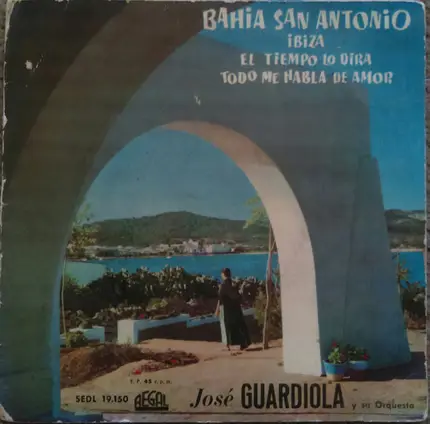 BAHIA SAN ANTONIO
IBIZA
EL TIEMPO LO DIRA
TODO ME HABLA DE AMOR
E. P. 45 r. p. m.
SEDL 19.150 REGAL José GUARDIOLA y su Orquesta